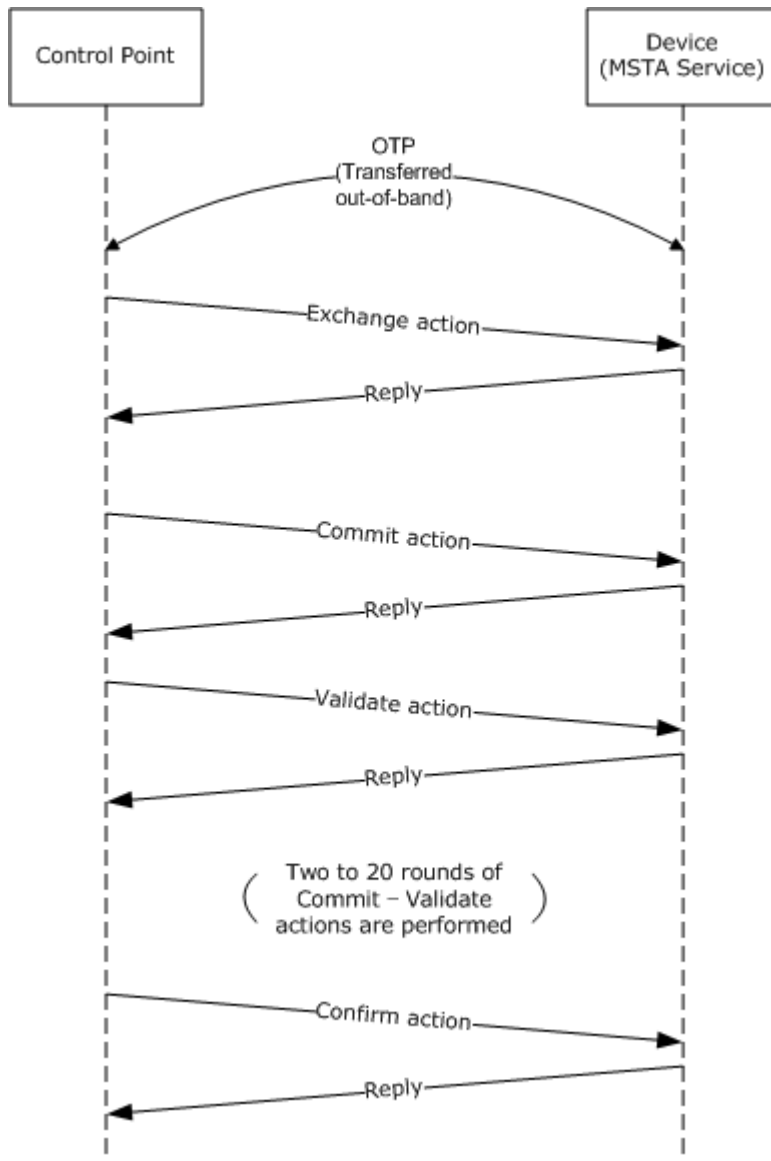 Control Point
Device
(MSTA Service)
OTP
(Transferred
out-of-band)
Exchange action
Reply
Commit action
Reply
Validate action
Reply
( Two to 20 rounds of
Commit – Validate
actions are performed )
Confirm action
Reply